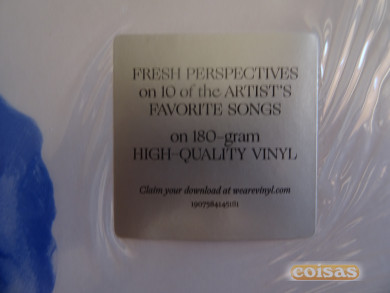 FRESH PERSPECTIVES
on 10 of the ARTIST'S
FAVORITE SONGS
on 180-gram
HIGH-QUALITY VINYL
Claim your download at wearevinyl.com
1907584145161
coisas